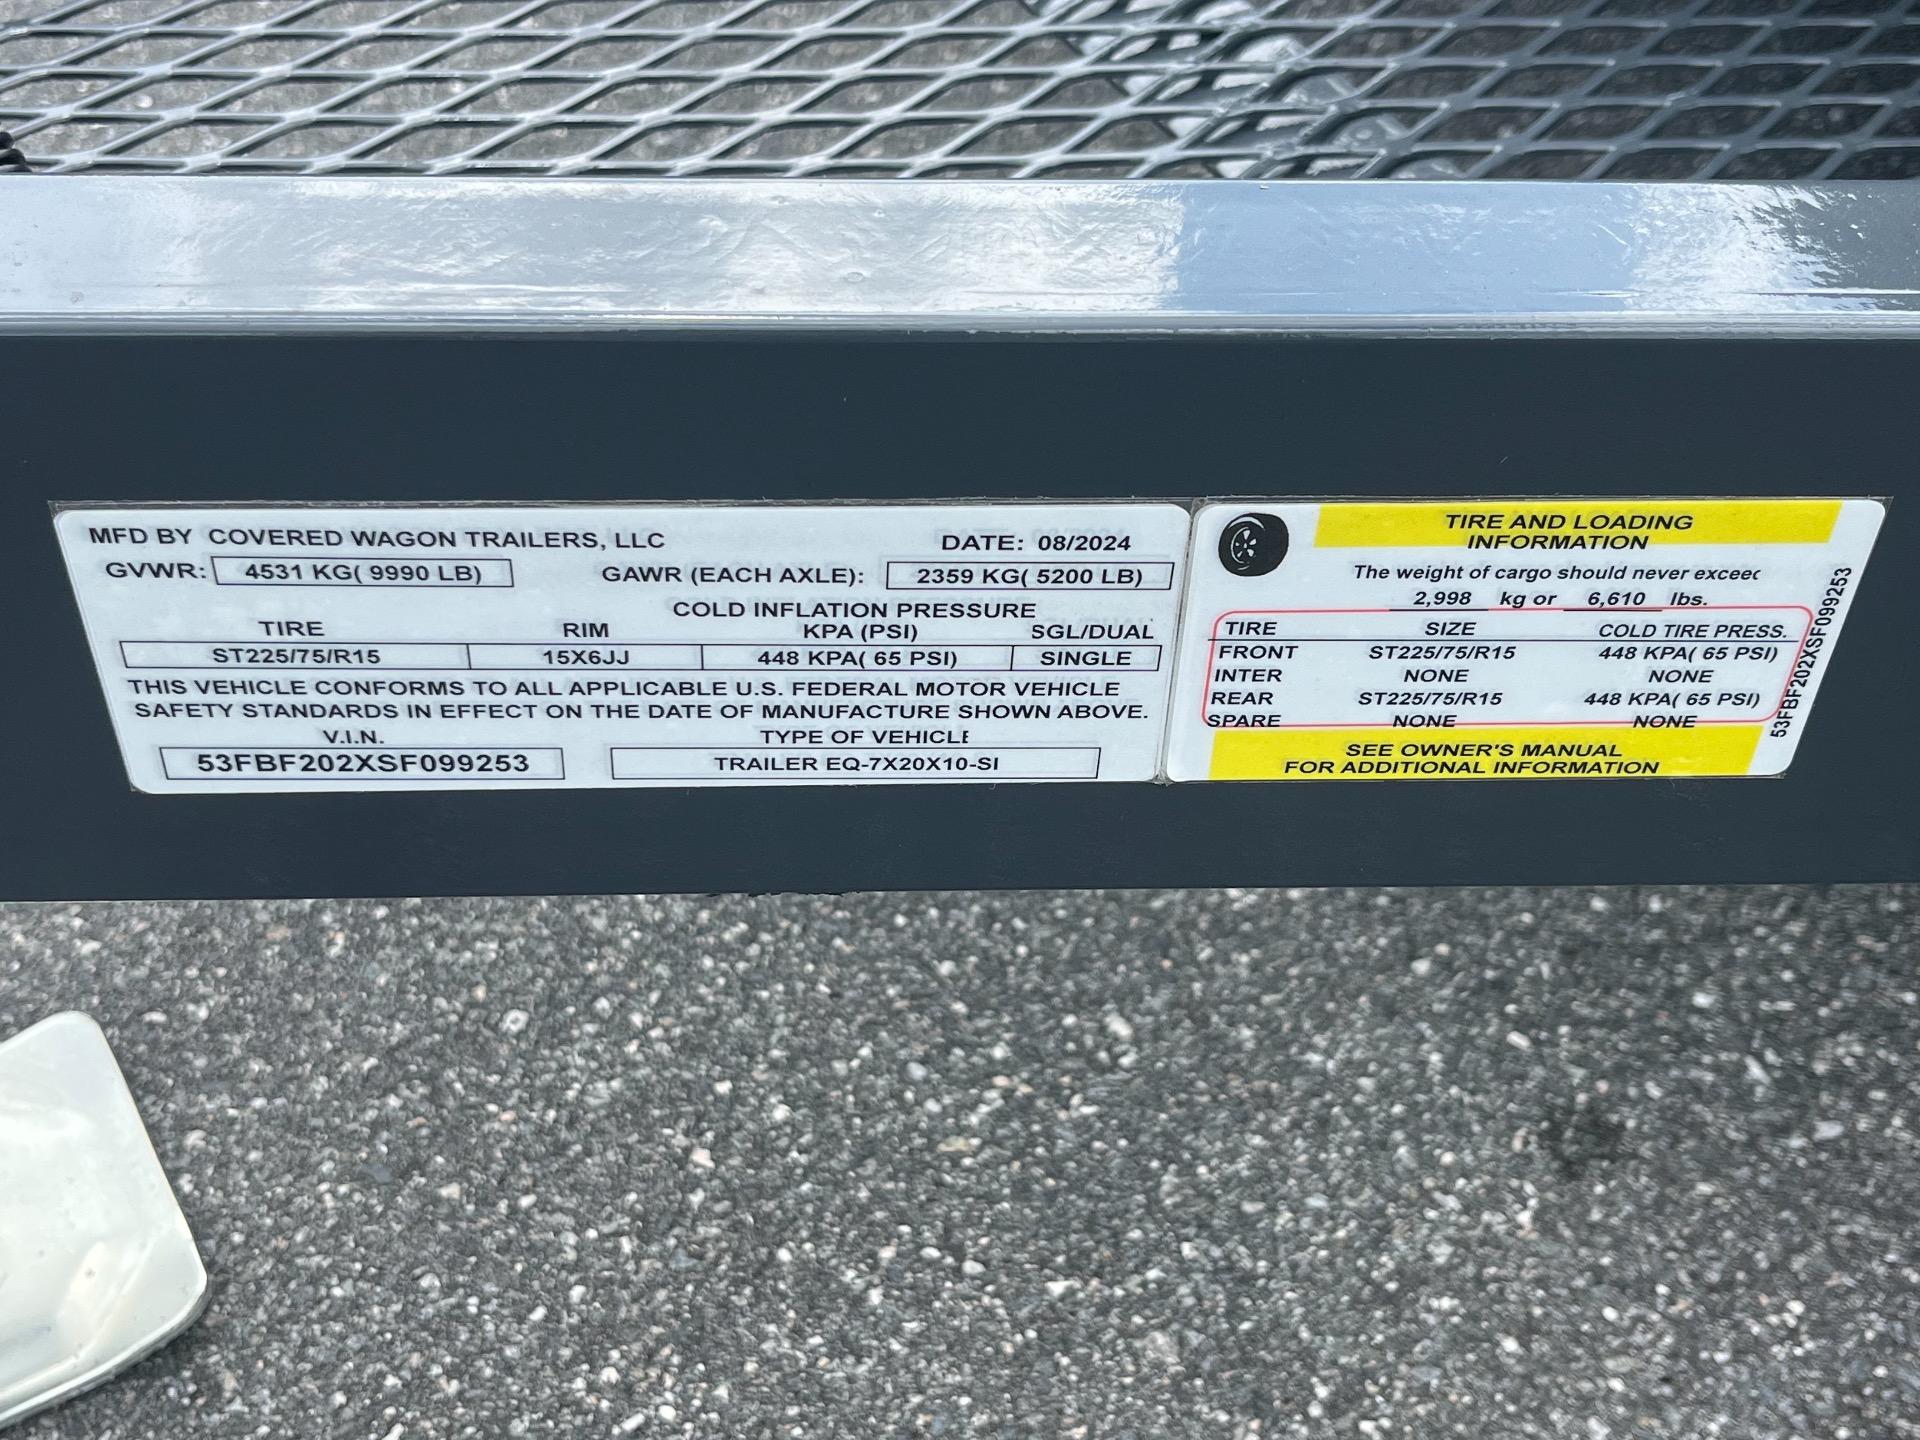 MFD BY COVERED WAGON TRAILERS, LLC DATE: 08/2024
GVWR: 4531 KG( 9990 LB) GAWR (EACH AXLE): 2359 KG( 5200 LB)
COLD INFLATION PRESSURE
TIRE RIM KPA (PSI) SGL/DUAL
ST225/75/R15 15X6JJ 448 KPA( 65 PSI) SINGLE
THIS VEHICLE CONFORMS TO ALL APPLICABLE U.S. FEDERAL MOTOR VEHICLE
SAFETY STANDARDS IN EFFECT ON THE DATE OF MANUFACTURE SHOWN ABOVE.
V.I.N. TYPE OF VEHICLE
53FBF202XSF099253 TRAILER EQ-7X20X10-SI
TIRE AND LOADING
INFORMATION
The weight of cargo should never exceed
2,998 kg or 6,610 lbs.
TIRE SIZE COLD TIRE PRESS.
FRONT ST225/75/R15 448 KPA( 65 PSI)
INTER NONE NONE
REAR ST225/75/R15 448 KPA( 65 PSI)
SPARE NONE NONE
SEE OWNER'S MANUAL
FOR ADDITIONAL INFORMATION
53FBF202XSF099253